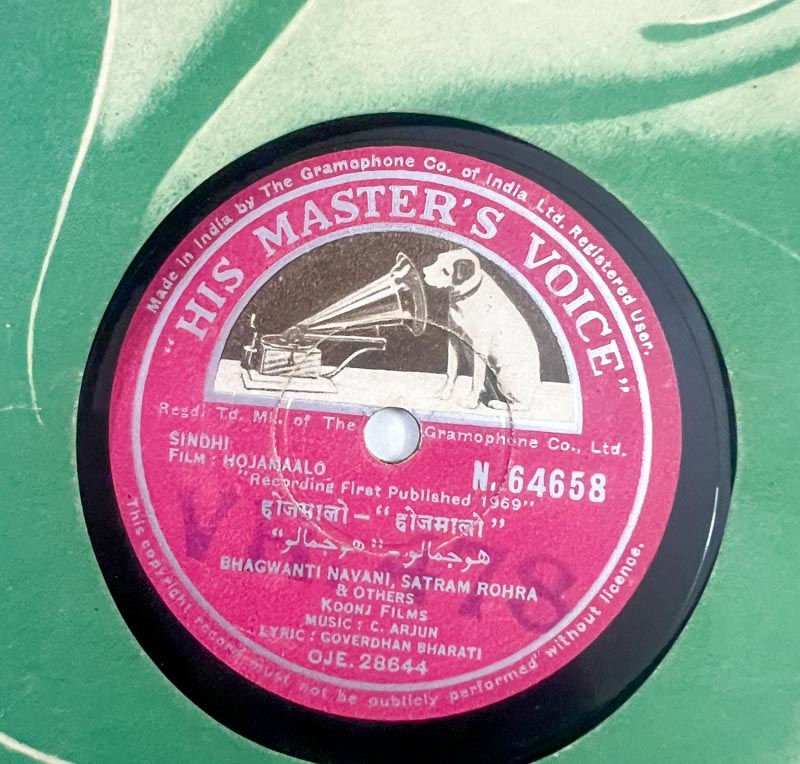 Made in India by The Gramophone Co. of India Ltd. Registered User.
"HIS MASTER'S VOICE"
Regd. Td. Mk. of The Gramophone Co., Ltd.
SINDHI
FILM : HOJAMAALO
N. 64658
"Recording First Published 1969"
होजमालो – "होजमालो"
هوجمالو – "هوجمالو"
BHAGWANTI NAVANI, SATRAM ROHRA
& OTHERS
KOONJ FILMS
MUSIC : C. ARJUN
LYRIC : GOVERDHAN BHARATI
OJE. 28644
This copyright record must not be publicly performed without licence.